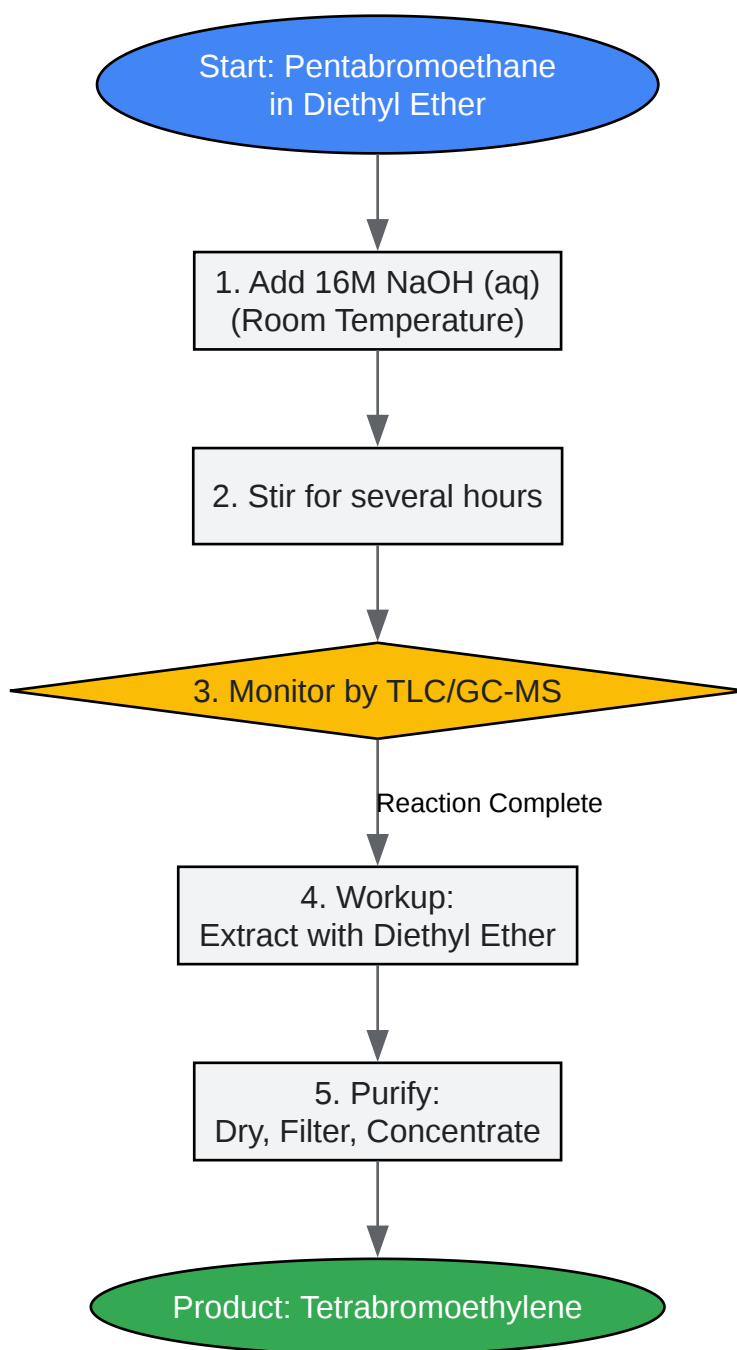 Start: Pentabromoethane
in Diethyl Ether
1. Add 16M NaOH (aq)
(Room Temperature)
2. Stir for several hours
3. Monitor by TLC/GC-MS
Reaction Complete
4. Workup:
Extract with Diethyl Ether
5. Purify:
Dry, Filter, Concentrate
Product: Tetrabromoethylene